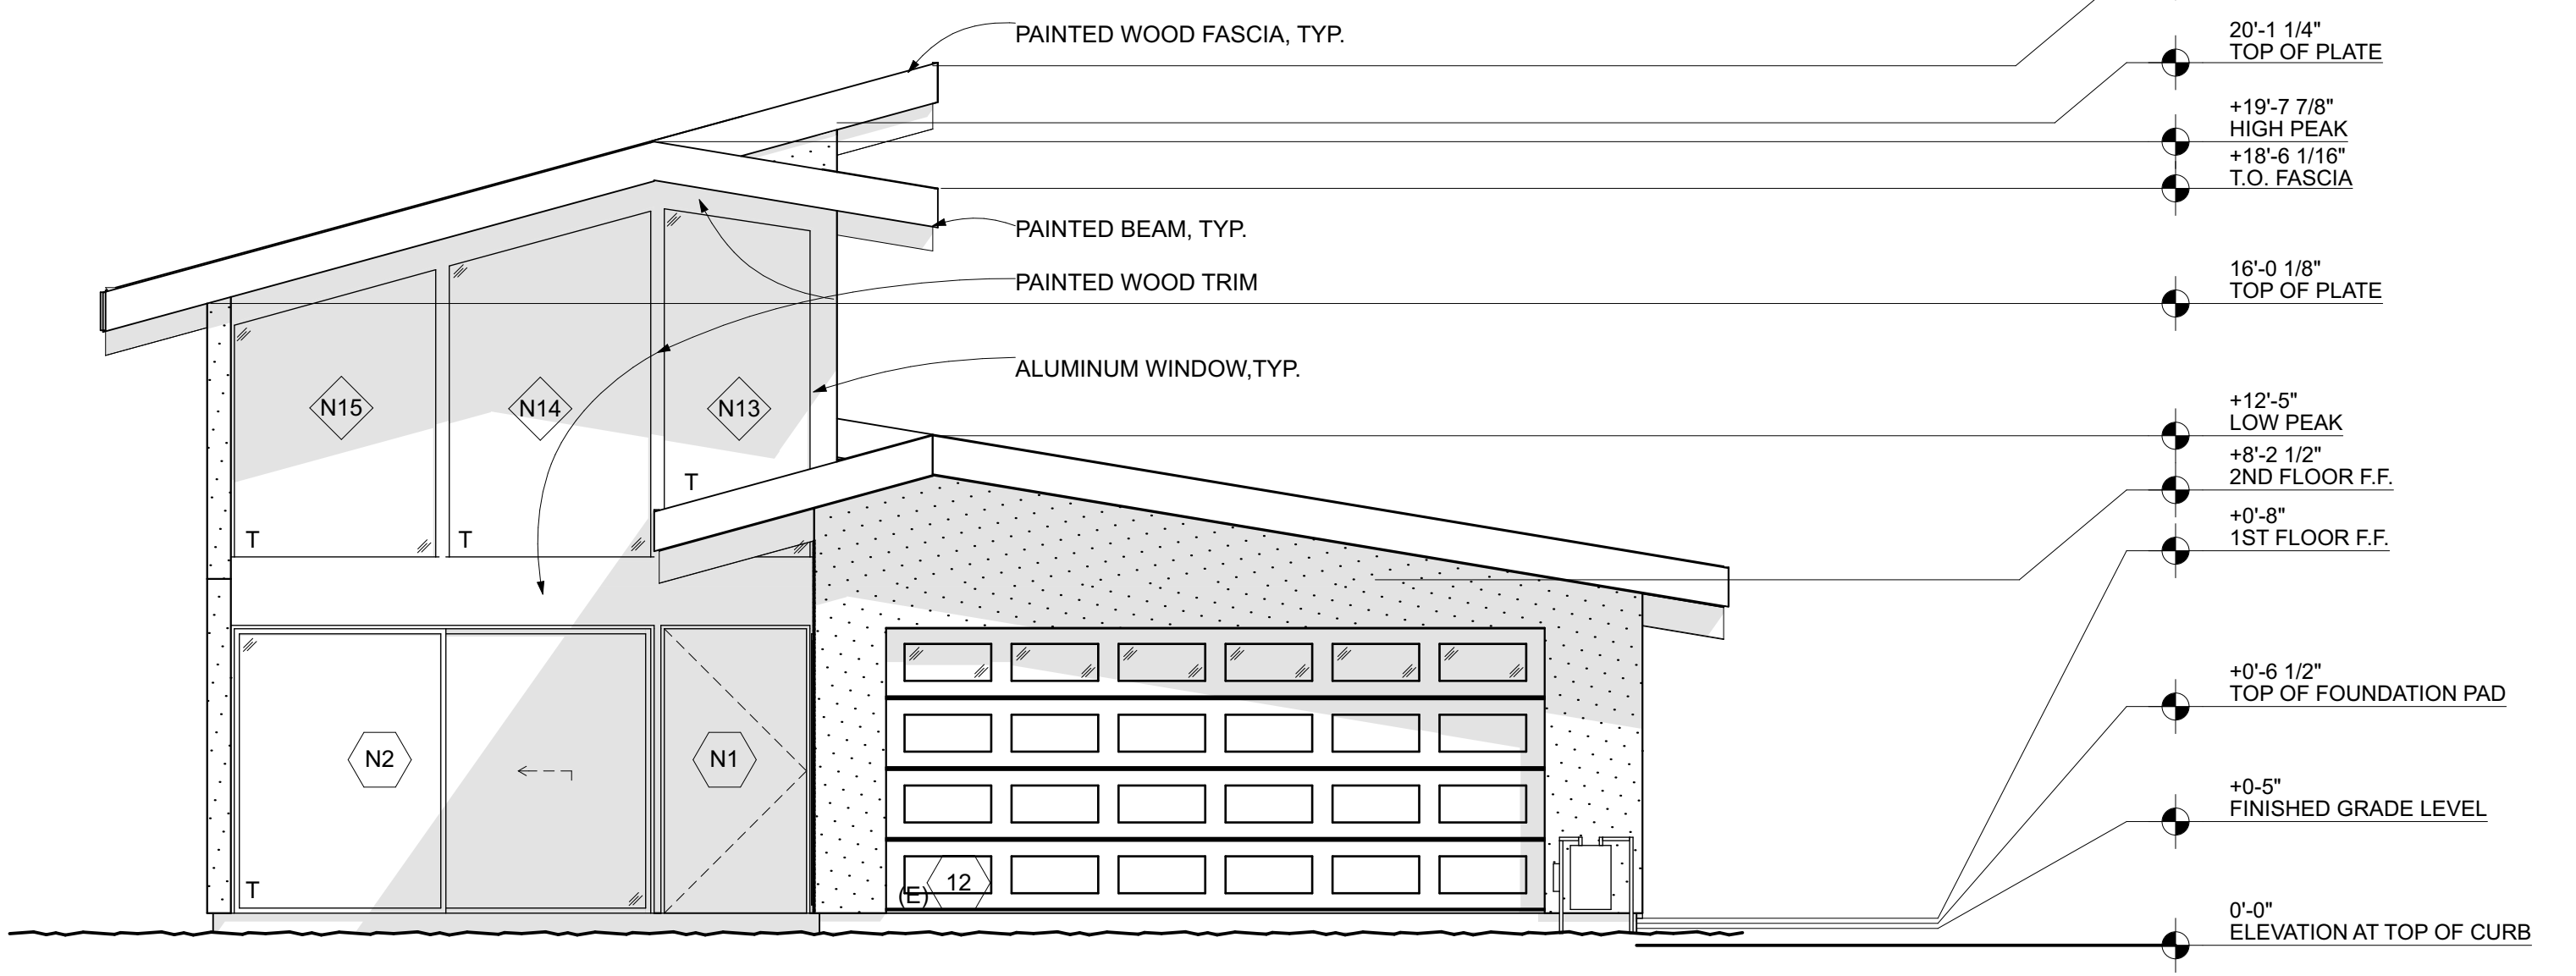 PAINTED WOOD FASCIA, TYP.
20'-1 1/4"
TOP OF PLATE
+19'-7 7/8"
HIGH PEAK
+18'-6 1/16"
T.O. FASCIA
PAINTED BEAM, TYP.
PAINTED WOOD TRIM
16'-0 1/8"
TOP OF PLATE
ALUMINUM WINDOW,TYP.
N15
N14
N13
+12'-5"
LOW PEAK
+8'-2 1/2"
2ND FLOOR F.F.
T
T
T
+0'-8"
1ST FLOOR F.F.
+0'-6 1/2"
TOP OF FOUNDATION PAD
N2
N1
+0-5"
FINISHED GRADE LEVEL
T
(E)
12
0'-0"
ELEVATION AT TOP OF CURB